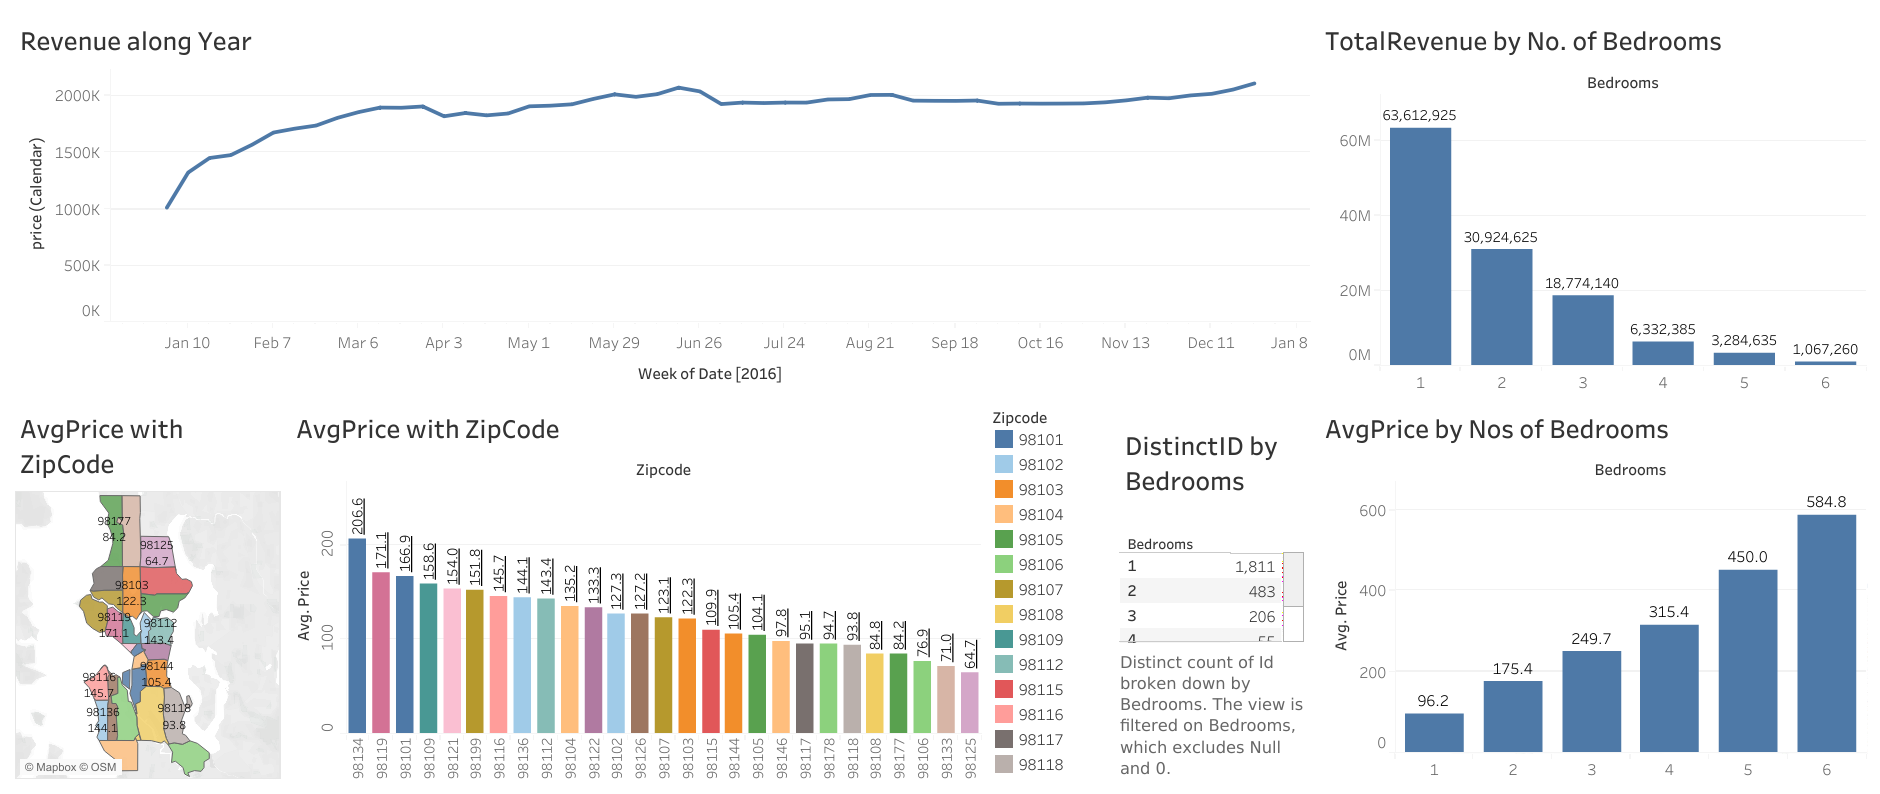 Revenue along Year
price (Calendar)
2000K
1500K
1000K
500K
0K
Jan 10 Feb 7 Mar 6 Apr 3 May 1 May 29 Jun 26 Jul 24 Aug 21 Sep 18 Oct 16 Nov 13 Dec 11 Jan 8
Week of Date [2016]
TotalRevenue by No. of Bedrooms
Bedrooms
60M
40M
20M
0M
63,612,925
30,924,625
18,774,140
6,332,385
3,284,635
1,067,260
1 2 3 4 5 6
AvgPrice with
ZipCode
98177
84.2
98125
64.7
98103
122.3
98119
171.1
98112
143.4
98144
105.4
98116
145.7
98136
144.1
98118
93.8
© Mapbox © OSM
AvgPrice with ZipCode
Zipcode
Avg. Price
200
100
0
206.6 171.1 166.9 158.6 154.0 151.8 145.7 144.1 143.4 135.2 133.3 127.3 127.2 123.1 122.3 109.9 105.4 104.1 97.8 95.1 94.7 93.8 84.8 84.2 76.9 71.0 64.7
98134 98119 98101 98109 98121 98199 98116 98136 98112 98104 98122 98102 98126 98107 98103 98115 98144 98105 98146 98117 98178 98118 98108 98177 98106 98133 98125
Zipcode
98101
98102
98103
98104
98105
98106
98107
98108
98109
98112
98115
98116
98117
98118
DistinctID by
Bedrooms
Bedrooms
1 1,811
2 483
3 206
4 55
Distinct count of Id
broken down by
Bedrooms. The view is
filtered on Bedrooms,
which excludes Null
and 0.
AvgPrice by Nos of Bedrooms
Bedrooms
Avg. Price
600
400
200
0
96.2
175.4
249.7
315.4
450.0
584.8
1 2 3 4 5 6